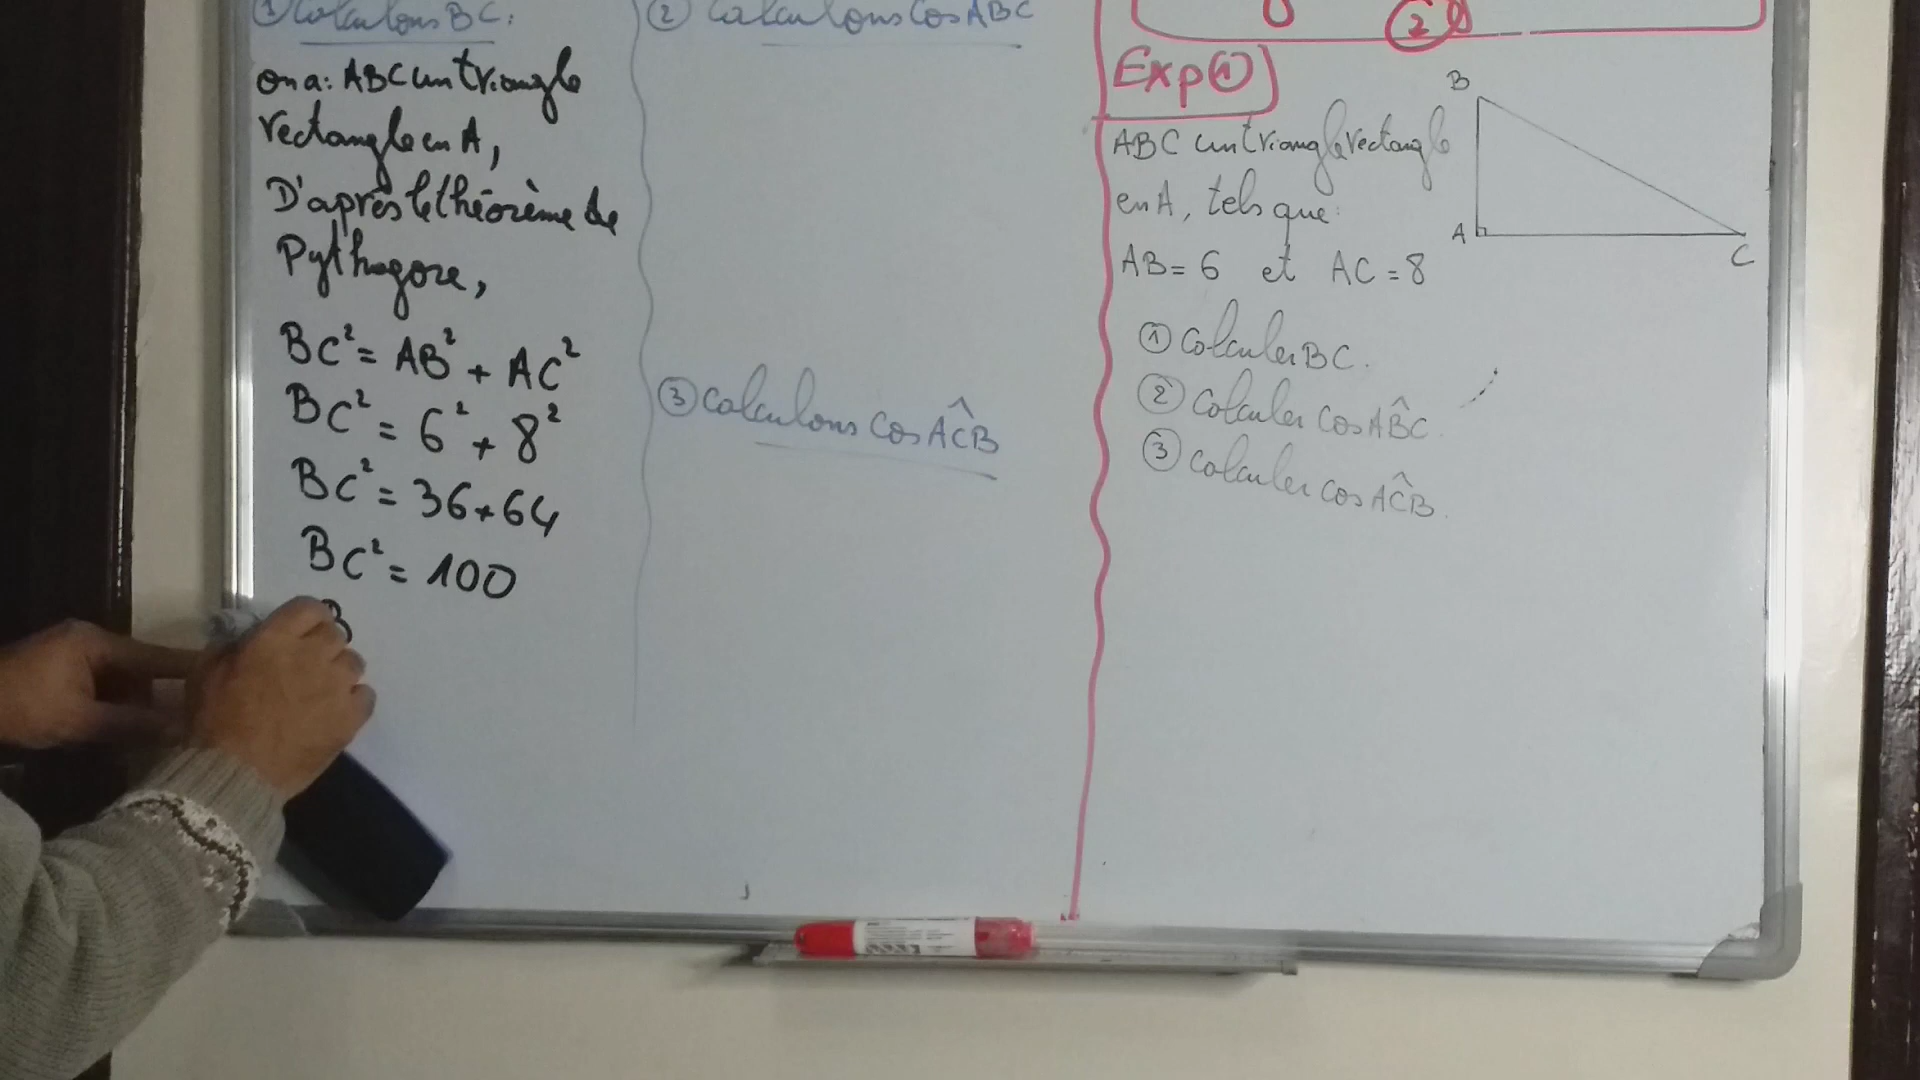 ① Calculons BC:
on a: ABC un triangle
rectangle en A,
D'après le théorème de
Pythagore,
BC² = AB² + AC²
BC² = 6² + 8²
BC² = 36 + 64
BC² = 100
B
② Calculons cos ABC
③ Calculons cos AĈB
②
Exp ①
ABC un triangle rectangle
en A, tels que:
AB = 6 et AC = 8
① Calculer BC.
② Calculer cos AB̂C.
③ Calculer cos AĈB.
B
A
C